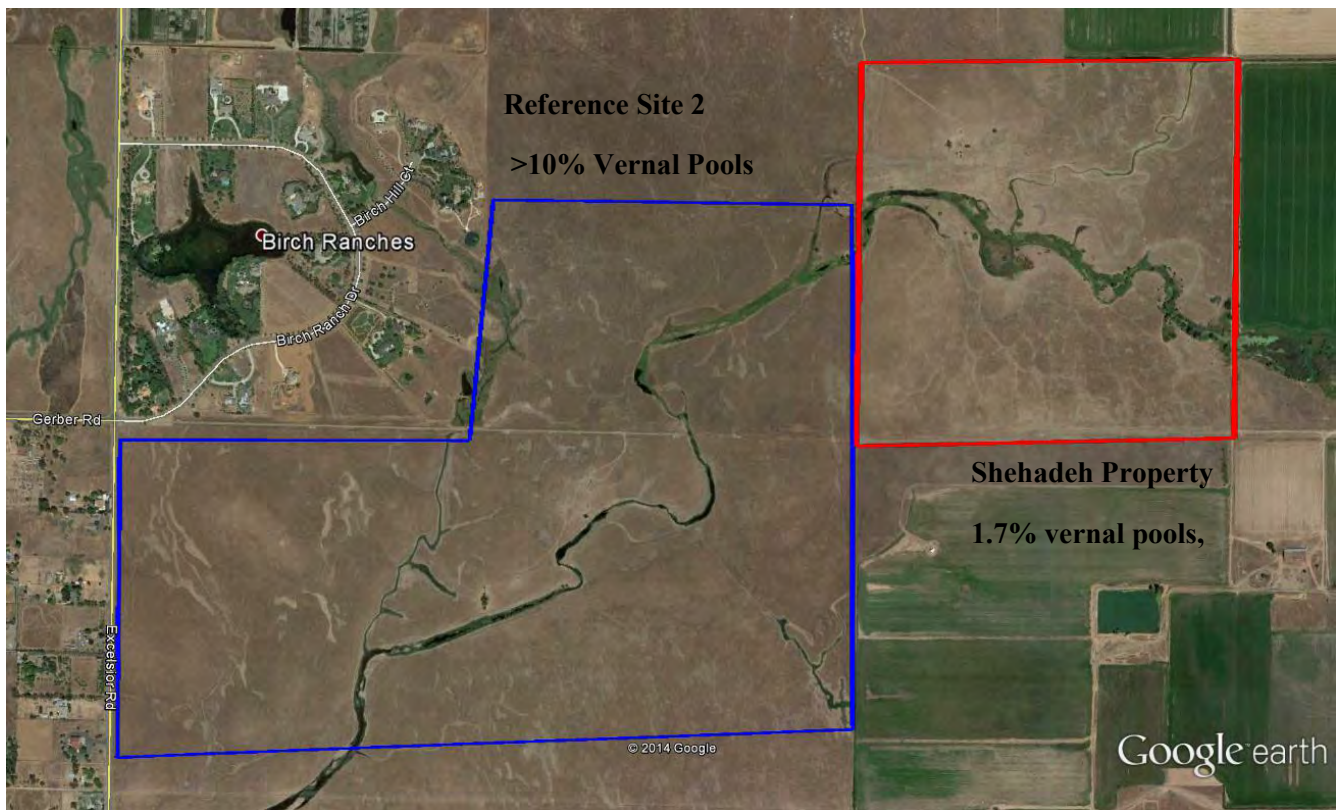 Reference Site 2
>10% Vernal Pools
Birch Hill Ct
Birch Ranches
Birch Ranch Dr
Gerber Rd
Shehadeh Property
1.7% vernal pools,
Excelsior Rd
© 2014 Google
Google earth